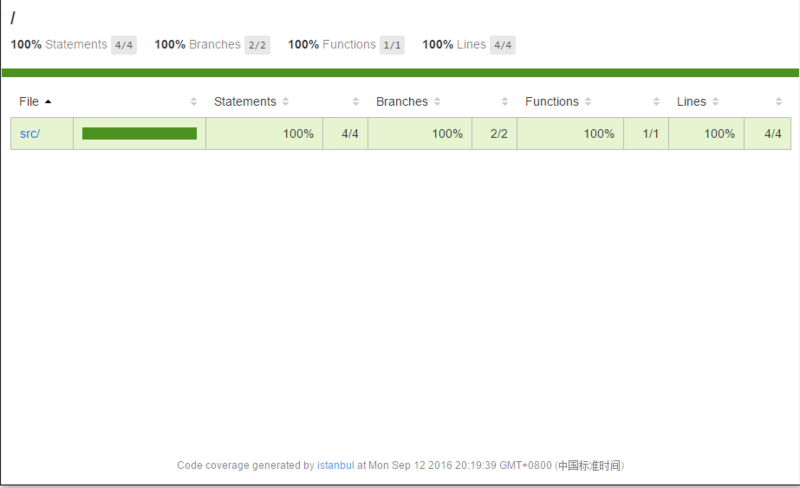 /
100% Statements 4/4 100% Branches 2/2 100% Functions 1/1 100% Lines 4/4
File Statements Branches Functions Lines
src/ 100% 4/4 100% 2/2 100% 1/1 100% 4/4
Code coverage generated by istanbul at Mon Sep 12 2016 20:19:39 GMT+0800 (中国标准时间)